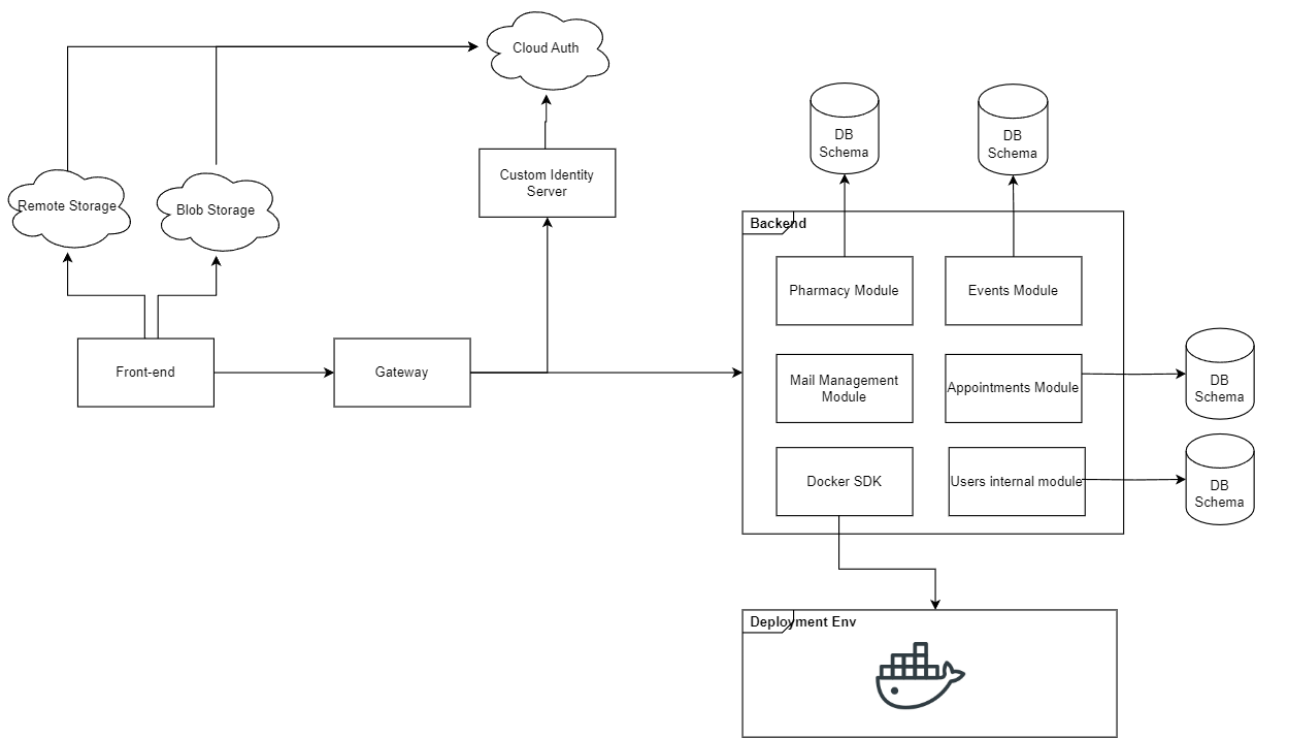 Cloud Auth
DB
Schema
DB
Schema
Custom Identity
Server
Remote Storage
Blob Storage
Backend
Pharmacy Module
Events Module
Front-end
Gateway
Mail Management
Module
Appointments Module
DB
Schema
Docker SDK
Users internal module
DB
Schema
Deployment Env